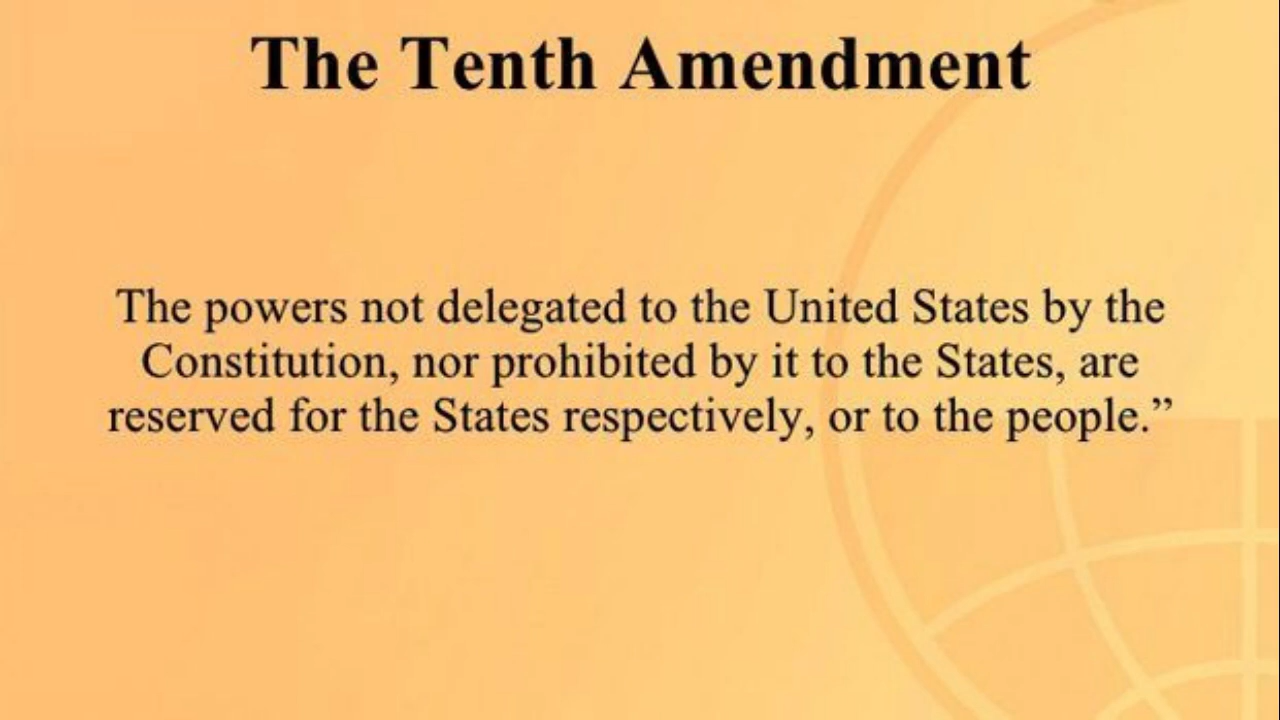 The Tenth Amendment
The powers not delegated to the United States by the
Constitution, nor prohibited by it to the States, are
reserved for the States respectively, or to the people.”